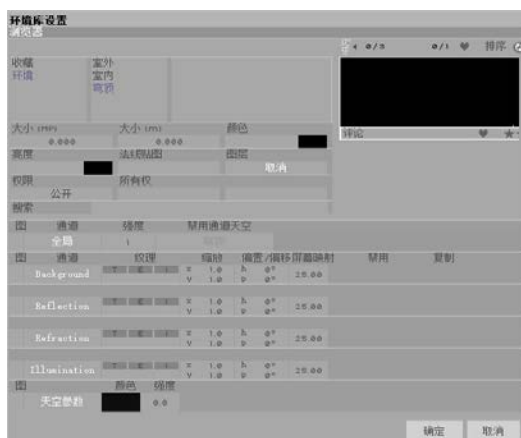 环境库设置
浏览器
0/3 0/1 排序
收藏 室外
环境 室内
穹顶
评论
大小 (MP) 大小 (m) 颜色
0.000 0.000
亮度 法线贴图 图层
取消
权限 所有权
公开
搜索
图 通道 强度 禁用通道天空
全局 1
图 通道 纹理 缩放 偏置/偏移 屏幕映射 禁用 复制
Background T E I x 1.0 h 0° 25.00
y 1.0 p 0°
Reflection T E I x 1.0 h 0° 25.00
y 1.0 p 0°
Refraction T E I x 1.0 h 0° 25.00
y 1.0 p 0°
Illumination T E I x 1.0 h 0° 25.00
y 1.0 p 0°
图 颜色 强度
天空参数 0.0
确定 取消